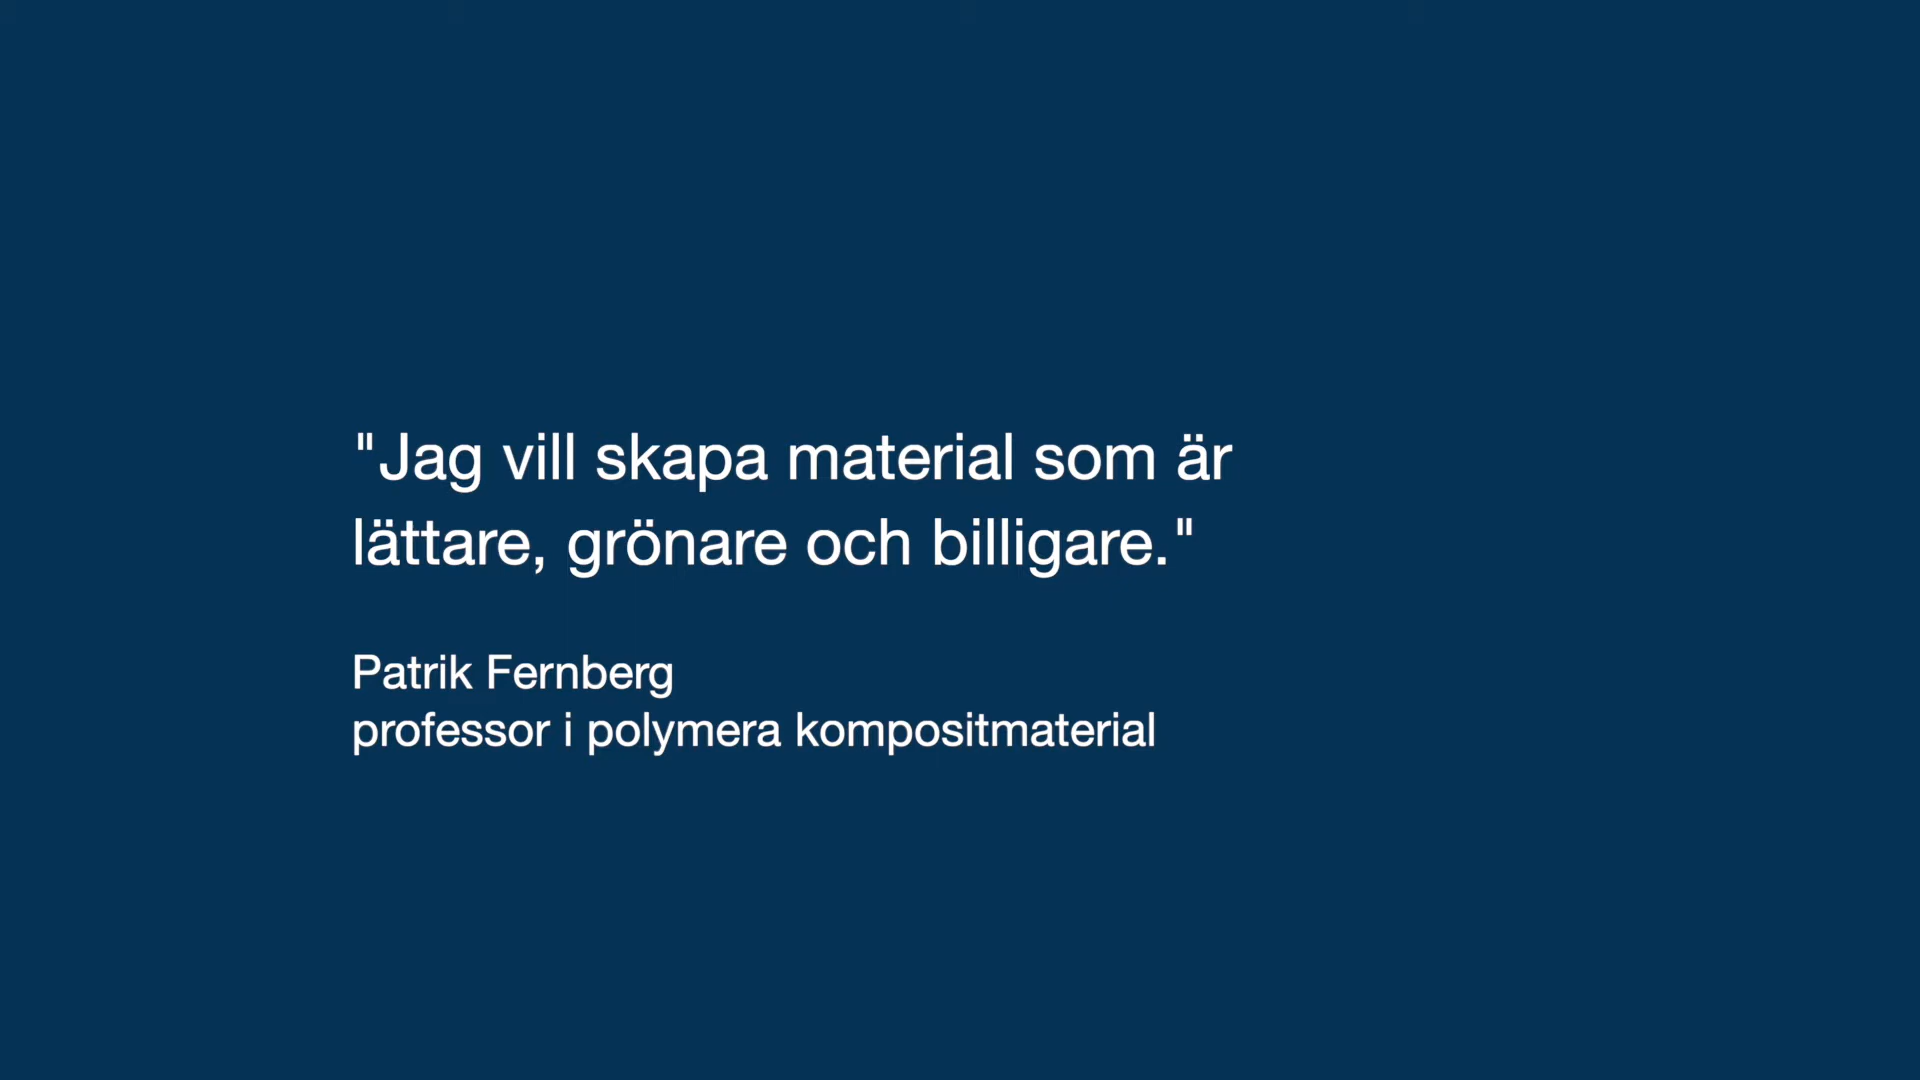 "Jag vill skapa material som är
lättare, grönare och billigare."
Patrik Fernberg
professor i polymera kompositmaterial